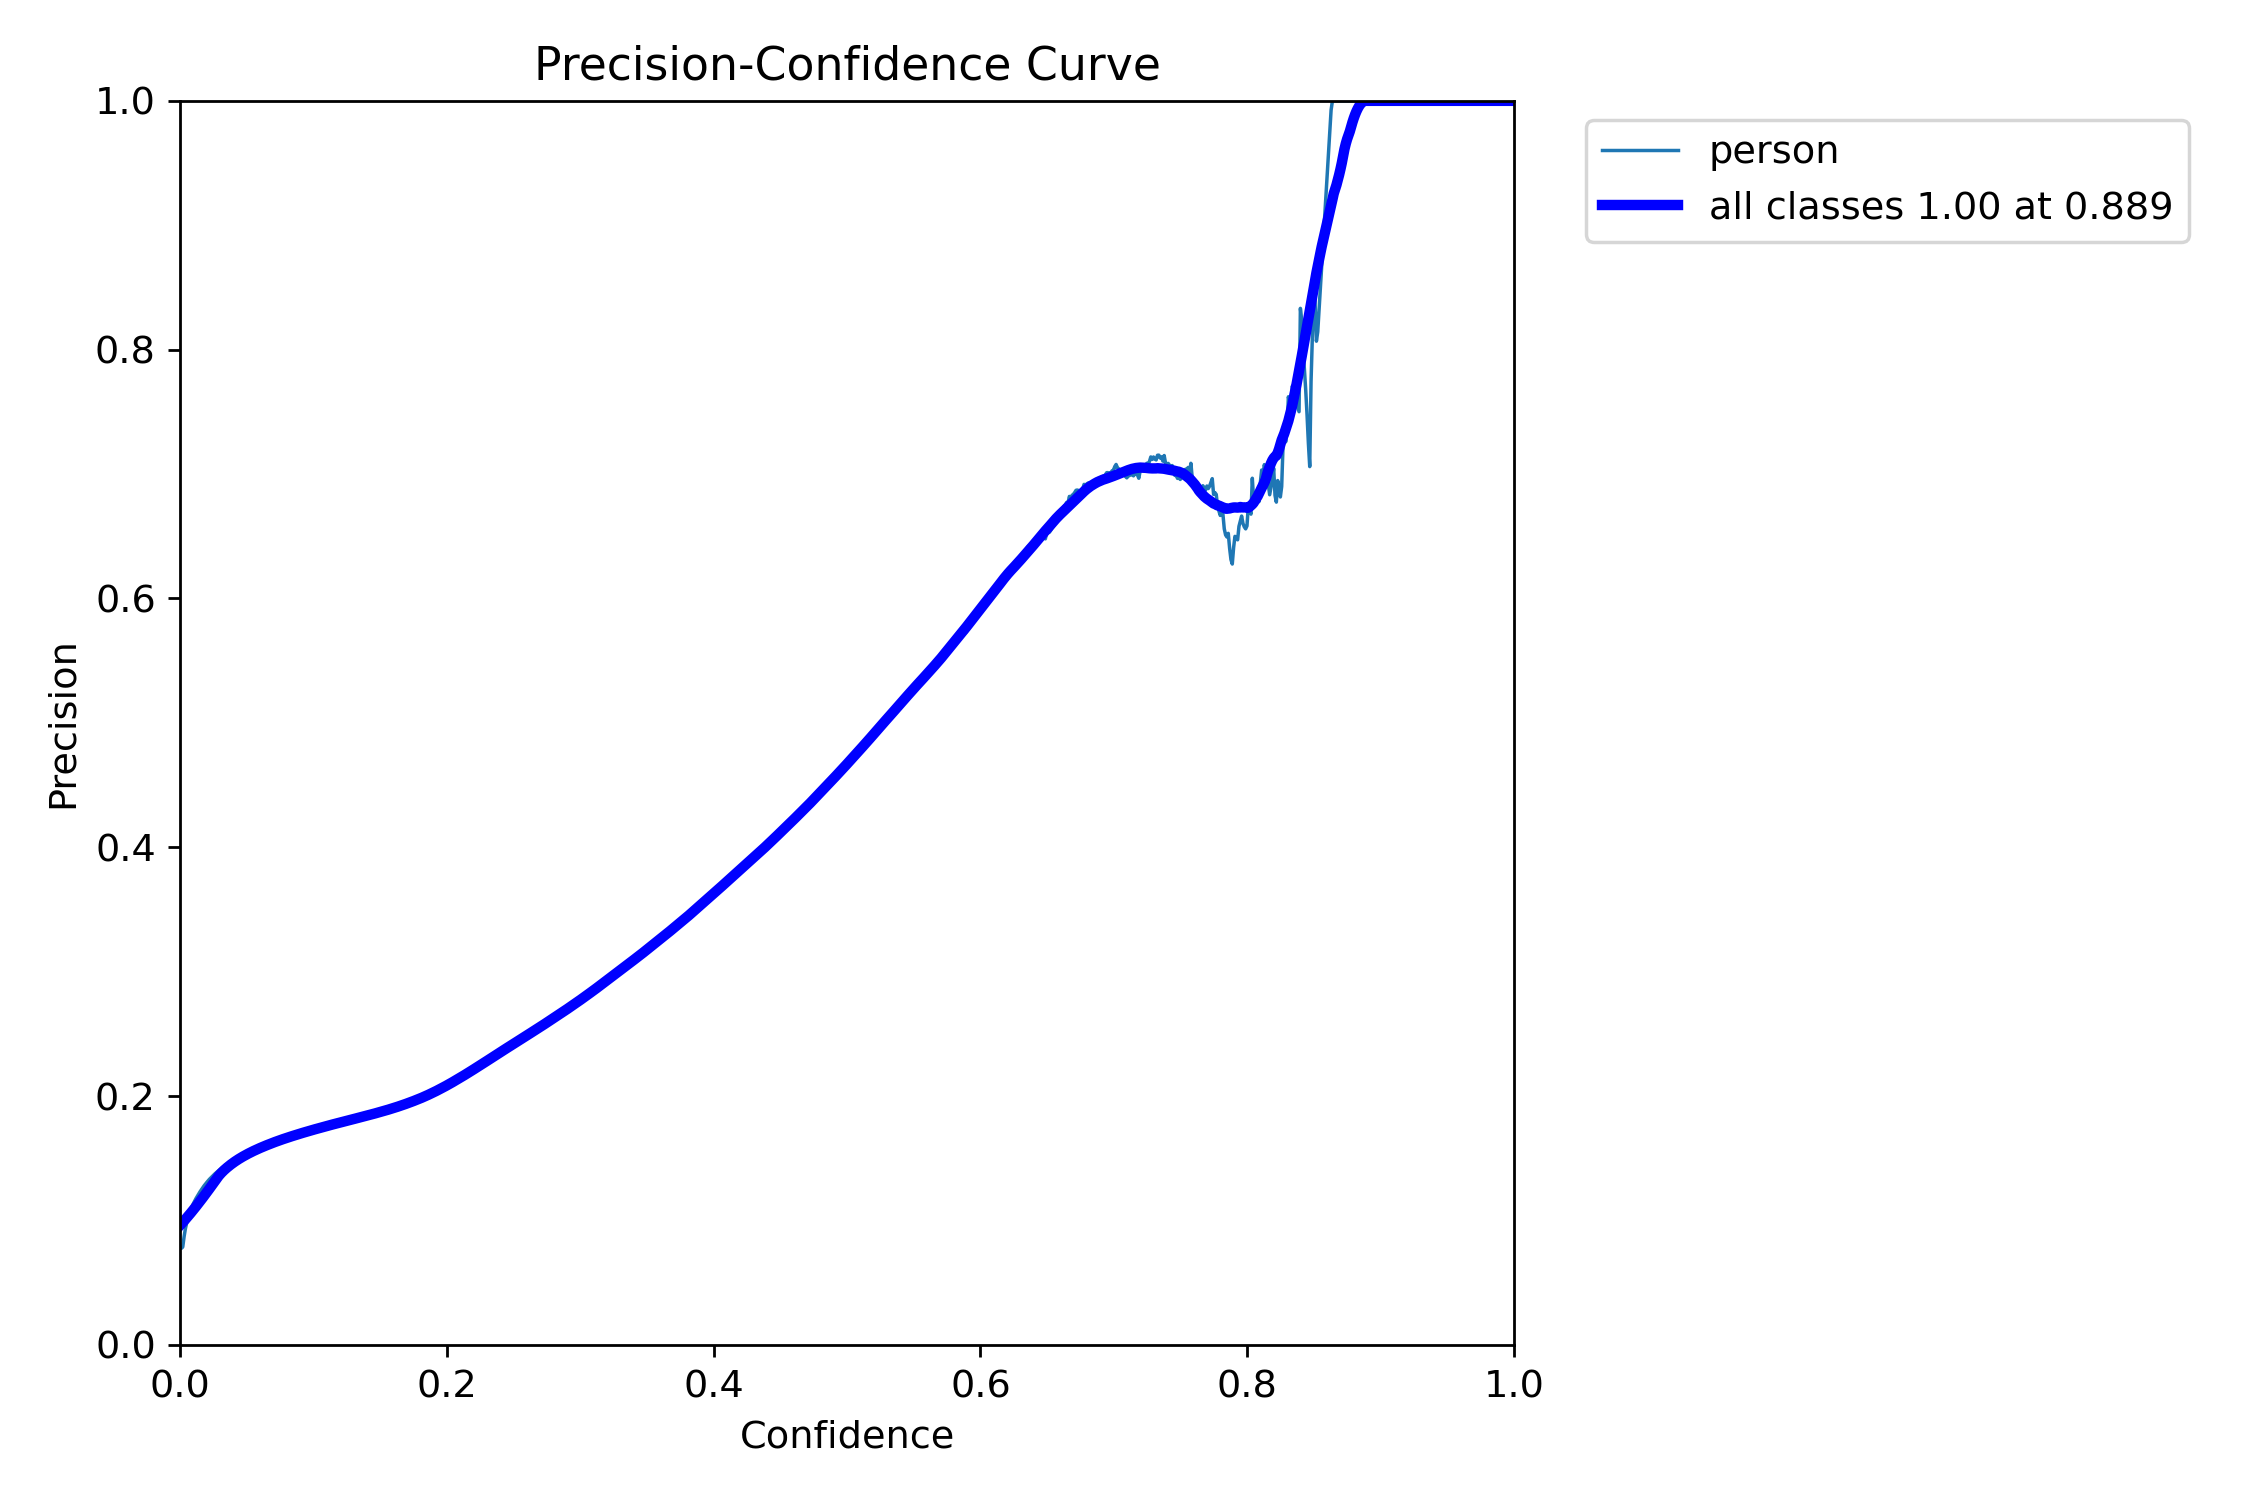 Precision-Confidence Curve
1.0
0.8
0.6
0.4
0.2
0.0
Precision
0.0 0.2 0.4 0.6 0.8 1.0
Confidence
person
all classes 1.00 at 0.889